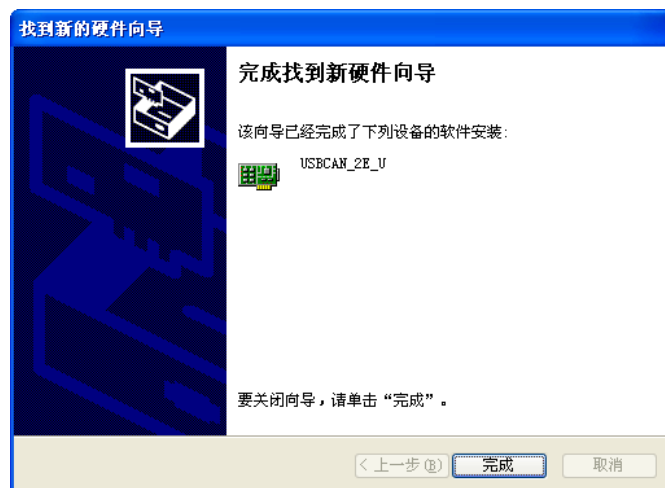 找到新的硬件向导
完成找到新硬件向导
该向导已经完成了下列设备的软件安装:
USBCAN_2E_U
要关闭向导，请单击“完成”。
< 上一步(B)
完成
取消